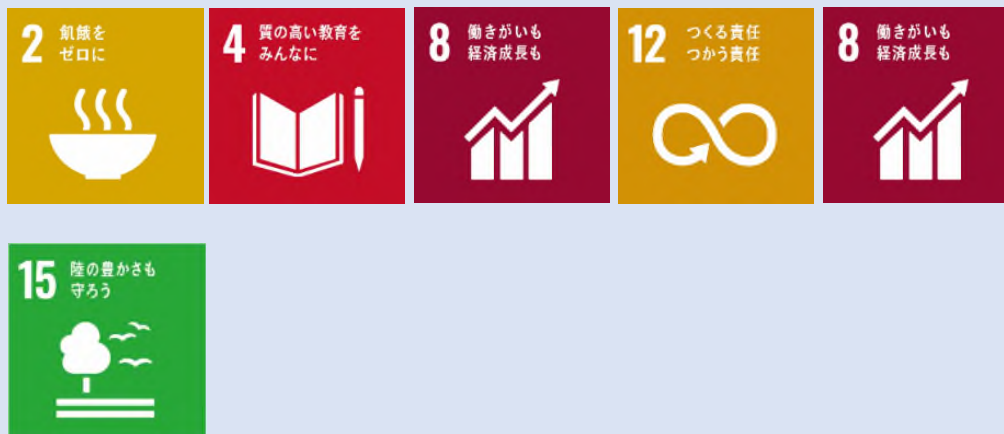 2 飢餓を
ゼロに
4 質の高い教育を
みんなに
8 働きがいも
経済成長も
12 つくる責任
つかう責任
8 働きがいも
経済成長も
15 陸の豊かさも
守ろう